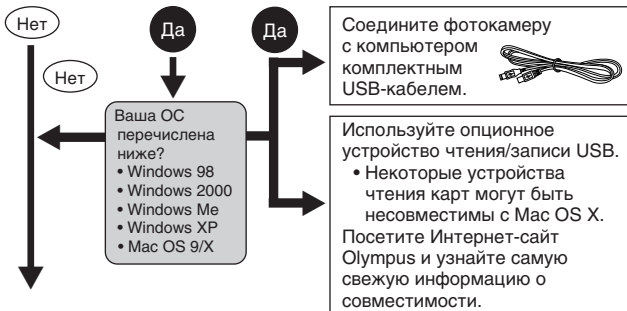 Нет
Да
Да
Нет
Ваша ОС
перечислена
ниже?
• Windows 98
• Windows 2000
• Windows Me
• Windows XP
• Mac OS 9/X
Соедините фотокамеру
с компьютером
комплектным
USB-кабелем.
Используйте опционное
устройство чтения/записи USB.
• Некоторые устройства
чтения карт могут быть
несовместимы с Mac OS X.
Посетите Интернет-сайт
Olympus и узнайте самую
свежую информацию о
совместимости.